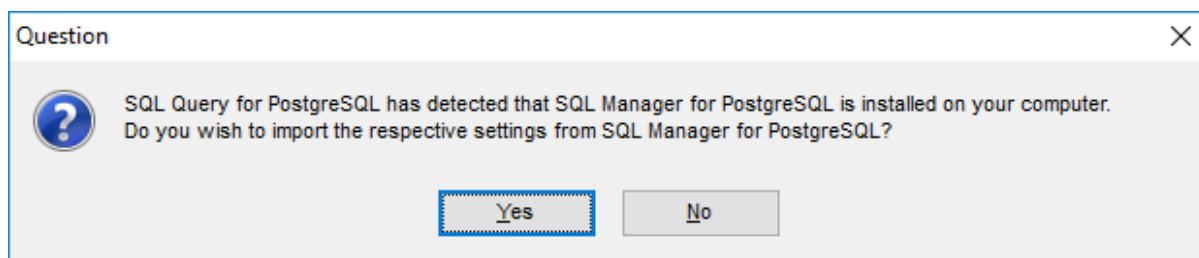 Question
SQL Query for PostgreSQL has detected that SQL Manager for PostgreSQL is installed on your computer.
Do you wish to import the respective settings from SQL Manager for PostgreSQL?
Yes No